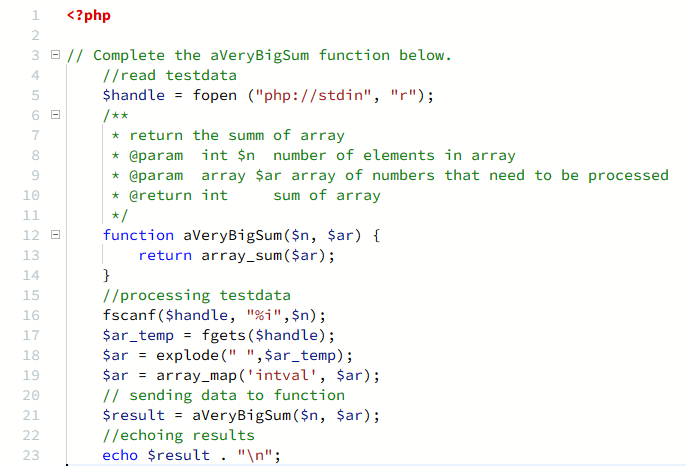 1 <?php
2
3 // Complete the aVeryBigSum function below.
4 //read testdata
5 $handle = fopen ("php://stdin", "r");
6 /**
7 * return the summ of array
8 * @param  int $n  number of elements in array
9 * @param  array $ar array of numbers that need to be processed
10 * @return int     sum of array
11 */
12 function aVeryBigSum($n, $ar) {
13 return array_sum($ar);
14 }
15 //processing testdata
16 fscanf($handle, "%i",$n);
17 $ar_temp = fgets($handle);
18 $ar = explode(" ",$ar_temp);
19 $ar = array_map('intval', $ar);
20 // sending data to function
21 $result = aVeryBigSum($n, $ar);
22 //echoing results
23 echo $result . "\n";